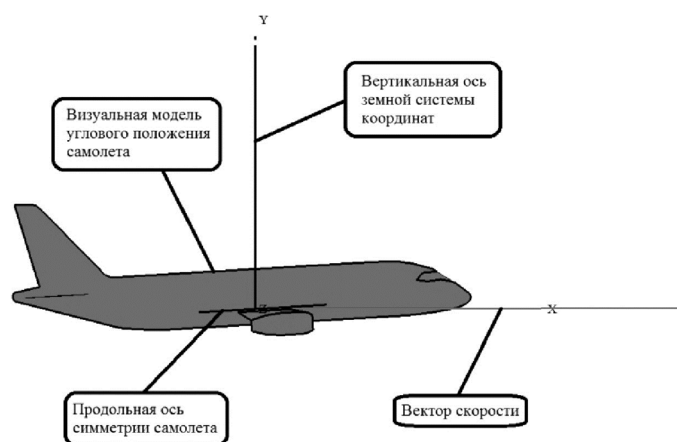 Y
Вертикальная ось
земной системы
координат
Визуальная модель
углового положения
самолета
Z
X
Продольная ось
симметрии самолета
Вектор скорости